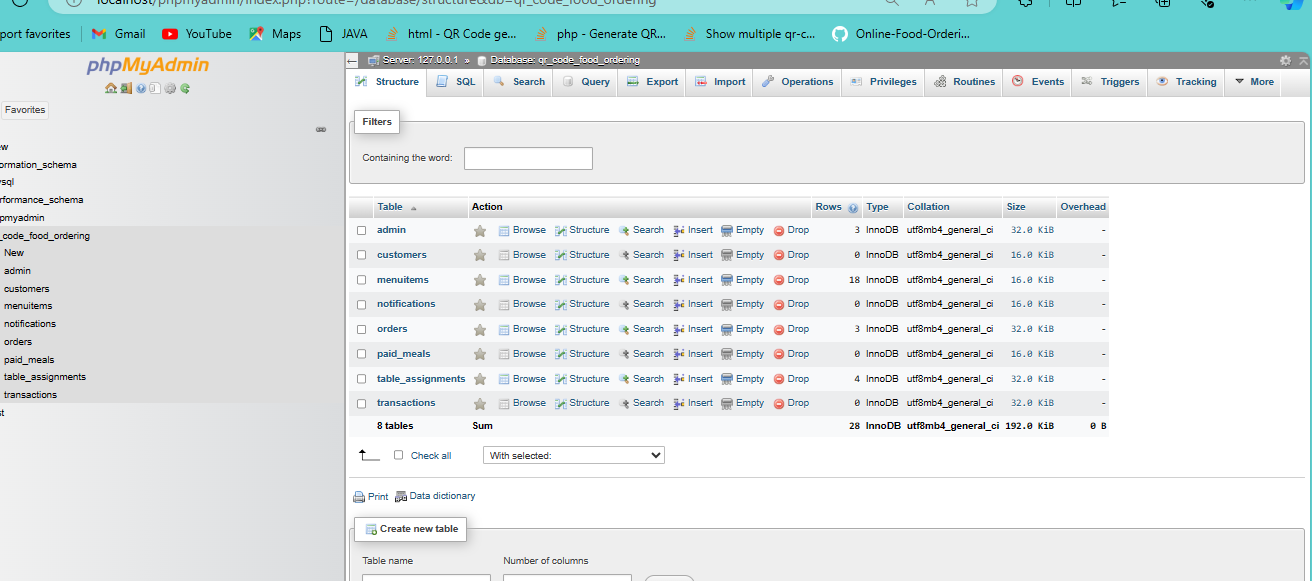 localhost/phpmyadmin/index.php?route=/database/structure&db=qr_code_food_ordering
port favorites Gmail YouTube Maps JAVA html - QR Code ge... php - Generate QR... Show multiple qr-c... Online-Food-Orderi...
phpMyAdmin
Favorites
ew
ormation_schema
ysql
rformance_schema
pmyadmin
_code_food_ordering
New
admin
customers
menuitems
notifications
orders
paid_meals
table_assignments
transactions
st
Server: 127.0.0.1 » Database: qr_code_food_ordering
Structure SQL Search Query Export Import Operations Privileges Routines Events Triggers Tracking More
Filters
Containing the word:
Table Action Rows Type Collation Size Overhead
admin Browse Structure Search Insert Empty Drop 3 InnoDB utf8mb4_general_ci 32.0 KiB -
customers Browse Structure Search Insert Empty Drop 0 InnoDB utf8mb4_general_ci 16.0 KiB -
menuitems Browse Structure Search Insert Empty Drop 18 InnoDB utf8mb4_general_ci 16.0 KiB -
notifications Browse Structure Search Insert Empty Drop 0 InnoDB utf8mb4_general_ci 16.0 KiB -
orders Browse Structure Search Insert Empty Drop 3 InnoDB utf8mb4_general_ci 32.0 KiB -
paid_meals Browse Structure Search Insert Empty Drop 0 InnoDB utf8mb4_general_ci 16.0 KiB -
table_assignments Browse Structure Search Insert Empty Drop 4 InnoDB utf8mb4_general_ci 32.0 KiB -
transactions Browse Structure Search Insert Empty Drop 0 InnoDB utf8mb4_general_ci 32.0 KiB -
8 tables Sum 28 InnoDB utf8mb4_general_ci 192.0 KiB 0 B
Check all With selected:
Print Data dictionary
Create new table
Table name Number of columns